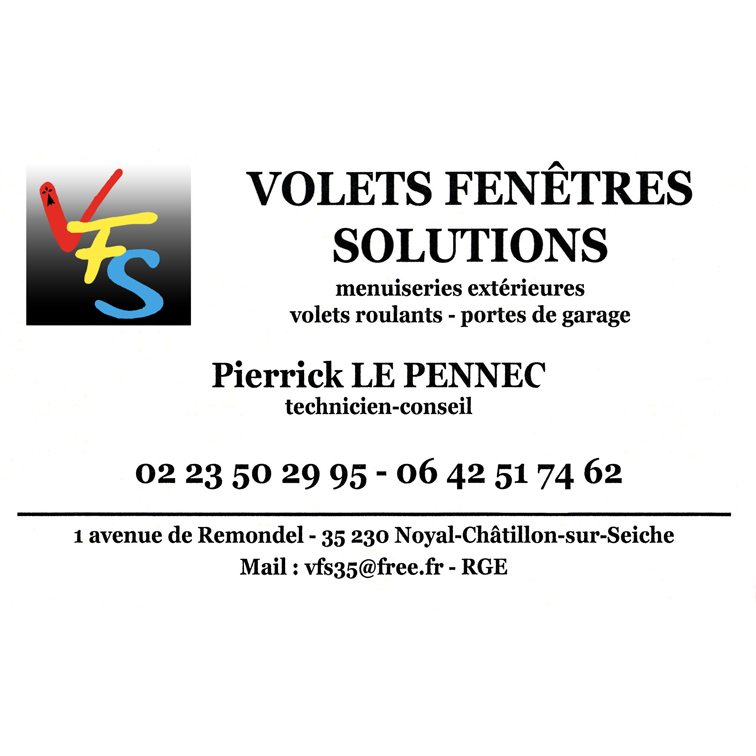 VFS
VOLETS FENÊTRES
SOLUTIONS
menuiseries extérieures
volets roulants - portes de garage
Pierrick LE PENNEC
technicien-conseil
02 23 50 29 95 - 06 42 51 74 62
1 avenue de Remondel - 35 230 Noyal-Châtillon-sur-Seiche
Mail : vfs35@free.fr - RGE